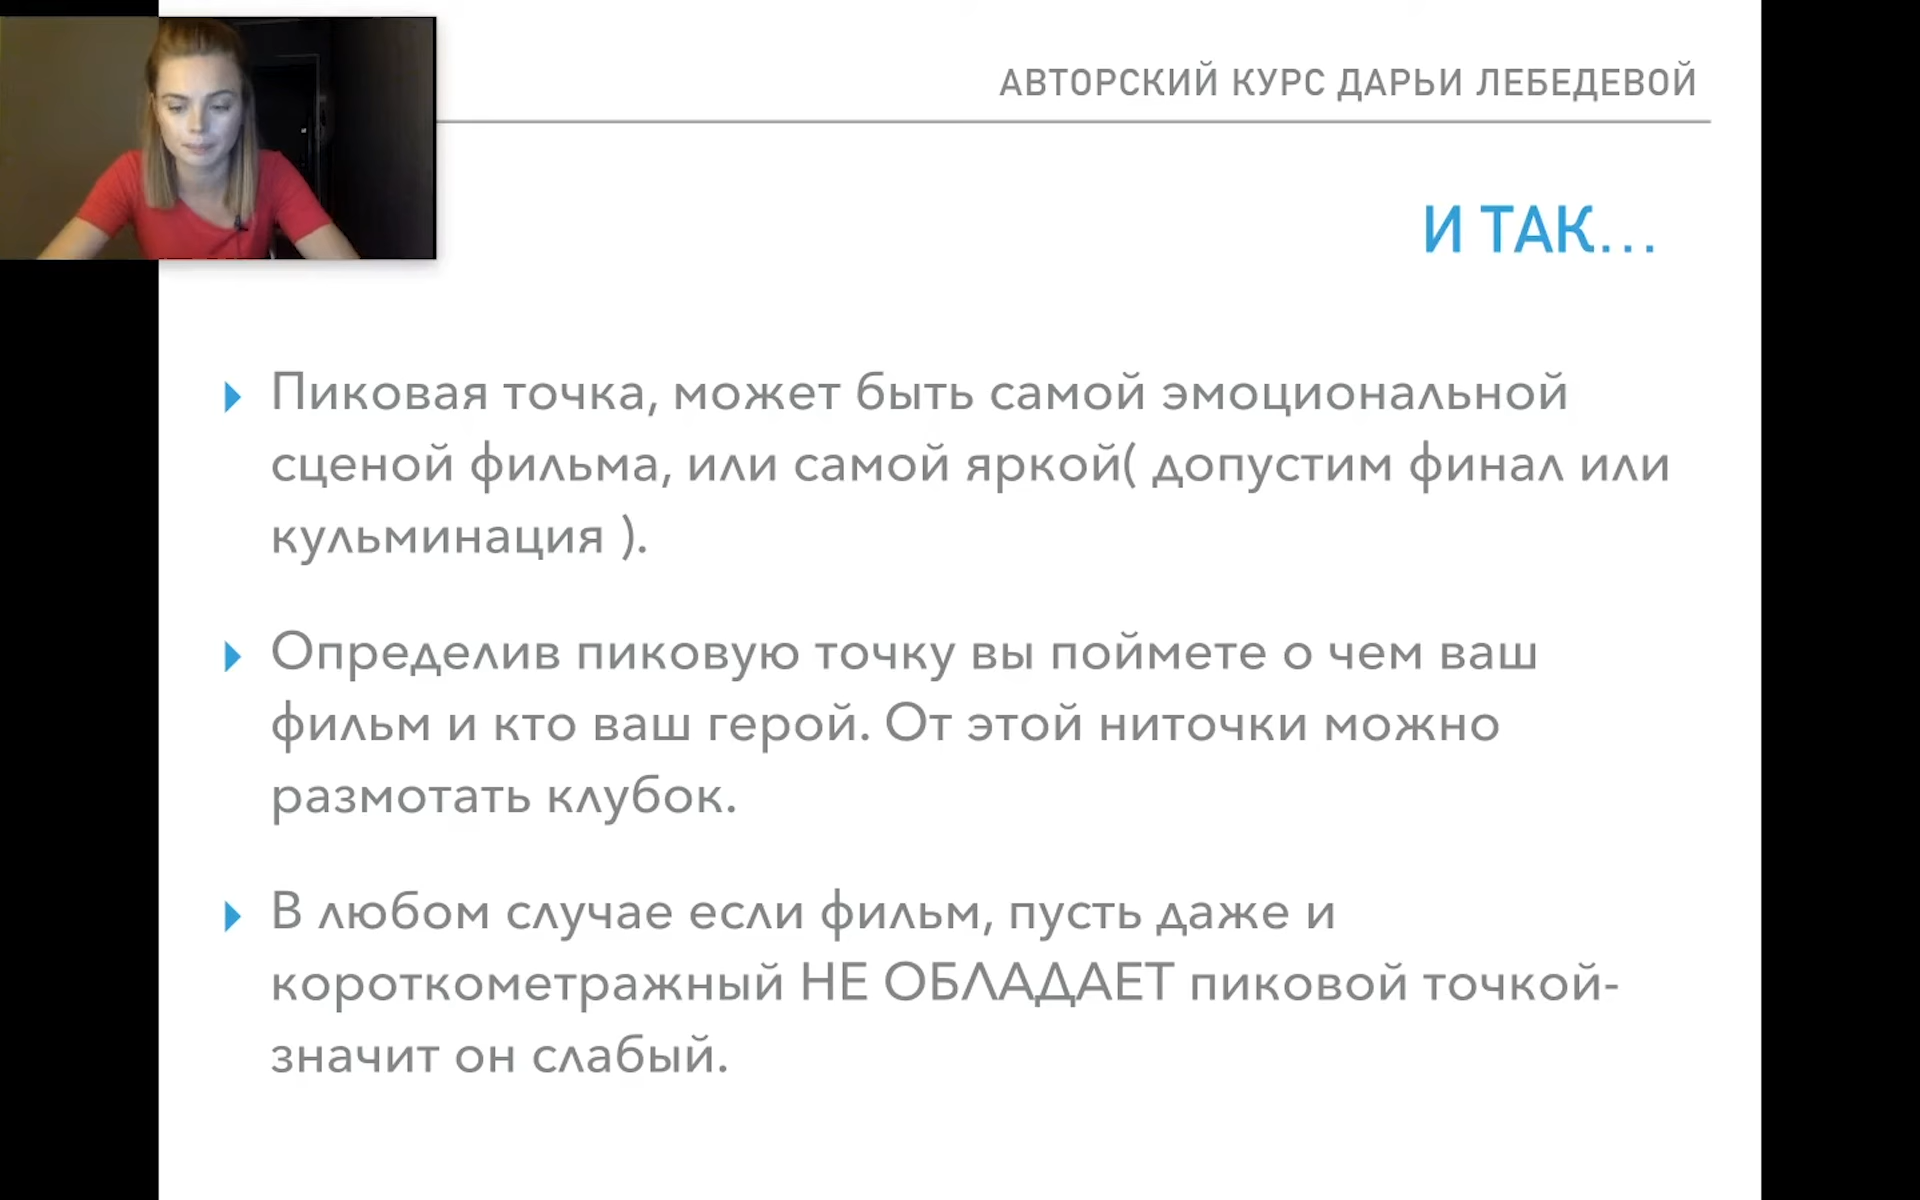 АВТОРСКИЙ КУРС ДАРЬИ ЛЕБЕДЕВОЙ
И ТАК...
Пиковая точка, может быть самой эмоциональной
сценой фильма, или самой яркой( допустим финал или
кульминация ).
Определив пиковую точку вы поймете о чем ваш
фильм и кто ваш герой. От этой ниточки можно
размотать клубок.
В любом случае если фильм, пусть даже и
короткометражный НЕ ОБЛАДАЕТ пиковой точкой-
значит он слабый.